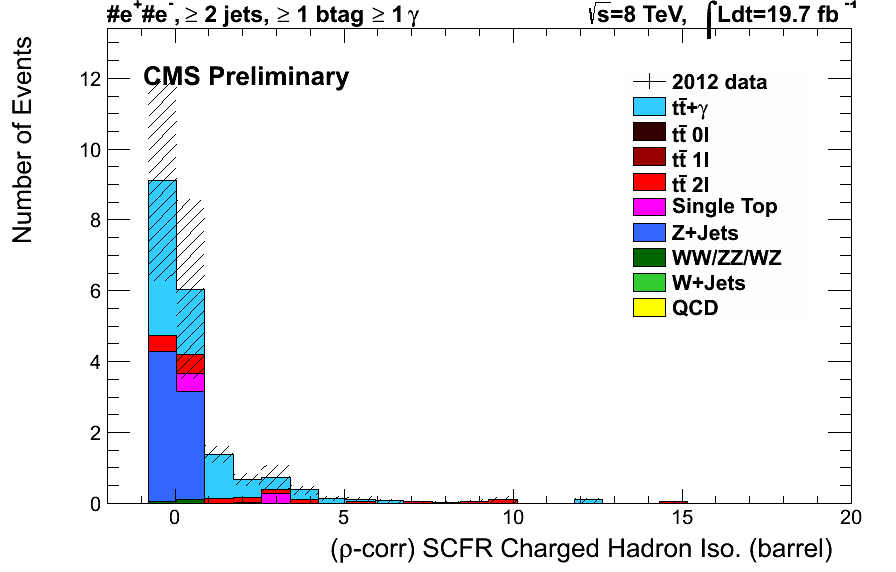 #e⁺#e⁻, ≥ 2 jets, ≥ 1 btag ≥ 1 γ
√s=8 TeV, ∫Ldt=19.7 fb⁻¹
CMS Preliminary
2012 data
tt̄+γ
tt̄ 0l
tt̄ 1l
tt̄ 2l
Single Top
Z+Jets
WW/ZZ/WZ
W+Jets
QCD
Number of Events
12
10
8
6
4
2
0
0 5 10 15 20
(ρ-corr) SCFR Charged Hadron Iso. (barrel)